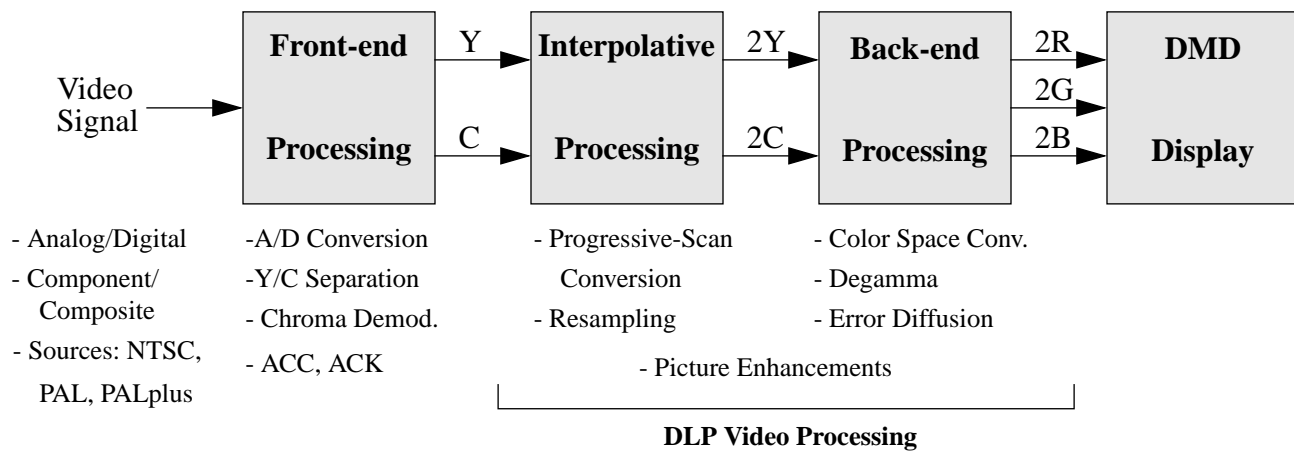 Video
Signal
Front-end
Processing
Y
C
Interpolative
Processing
2Y
2C
Back-end
Processing
2R
2G
2B
DMD
Display
- Analog/Digital
- Component/
Composite
- Sources: NTSC,
PAL, PALplus
-A/D Conversion
-Y/C Separation
- Chroma Demod.
- ACC, ACK
- Progressive-Scan
Conversion
- Resampling
- Color Space Conv.
- Degamma
- Error Diffusion
- Picture Enhancements
DLP Video Processing